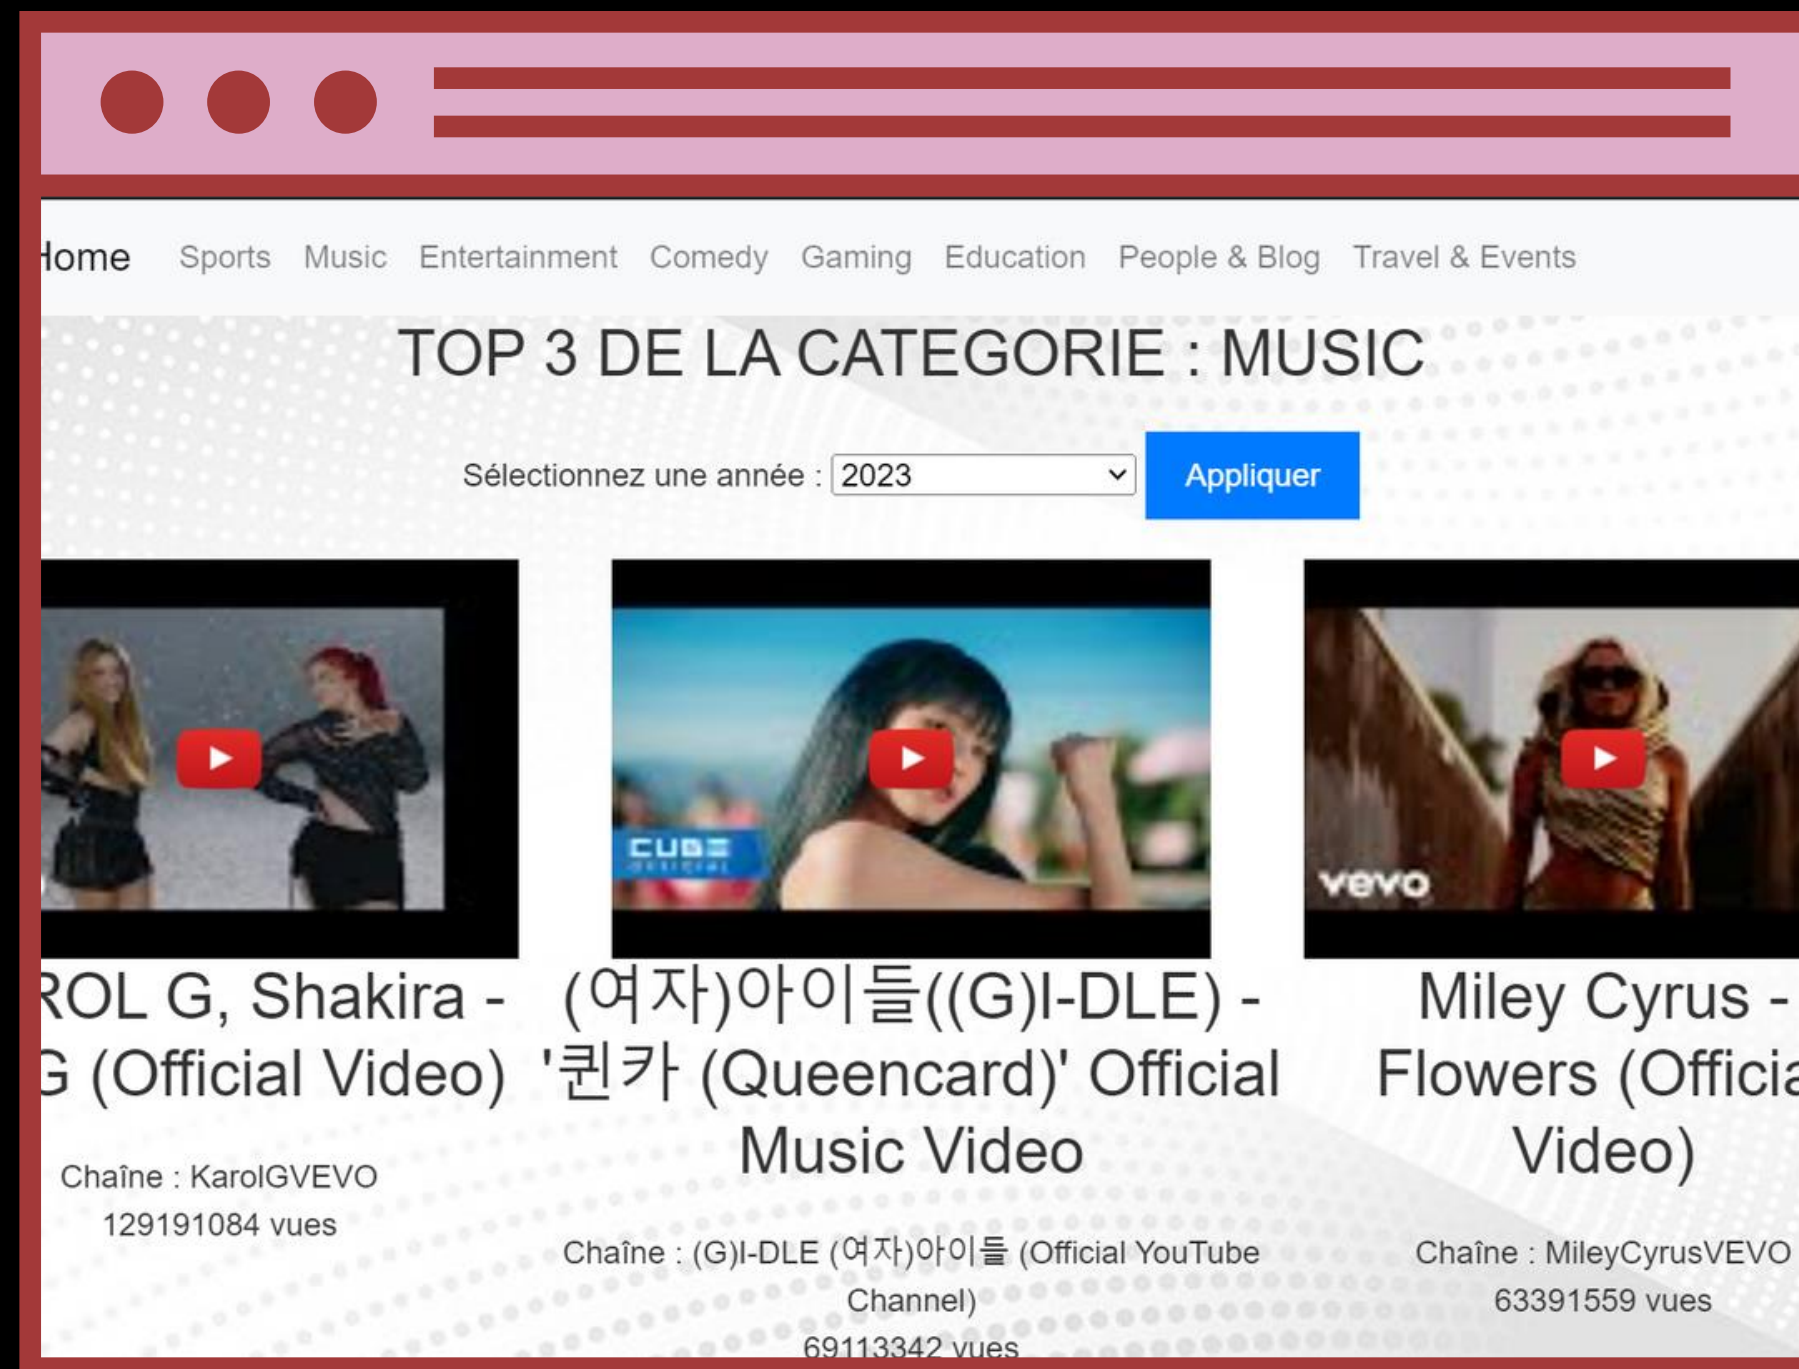 Home Sports Music Entertainment Comedy Gaming Education People & Blog Travel & Events
TOP 3 DE LA CATEGORIE : MUSIC
Sélectionnez une année : 2023 Appliquer
CUBE
OFFICIAL
vevo
ROL G, Shakira -
G (Official Video)
Chaîne : KarolGVEVO
129191084 vues
(여자)아이들((G)I-DLE) -
'퀸카 (Queencard)' Official
Music Video
Chaîne : (G)I-DLE (여자)아이들 (Official YouTube
Channel)
69113342 vues
Miley Cyrus -
Flowers (Officia
Video)
Chaîne : MileyCyrusVEVO
63391559 vues